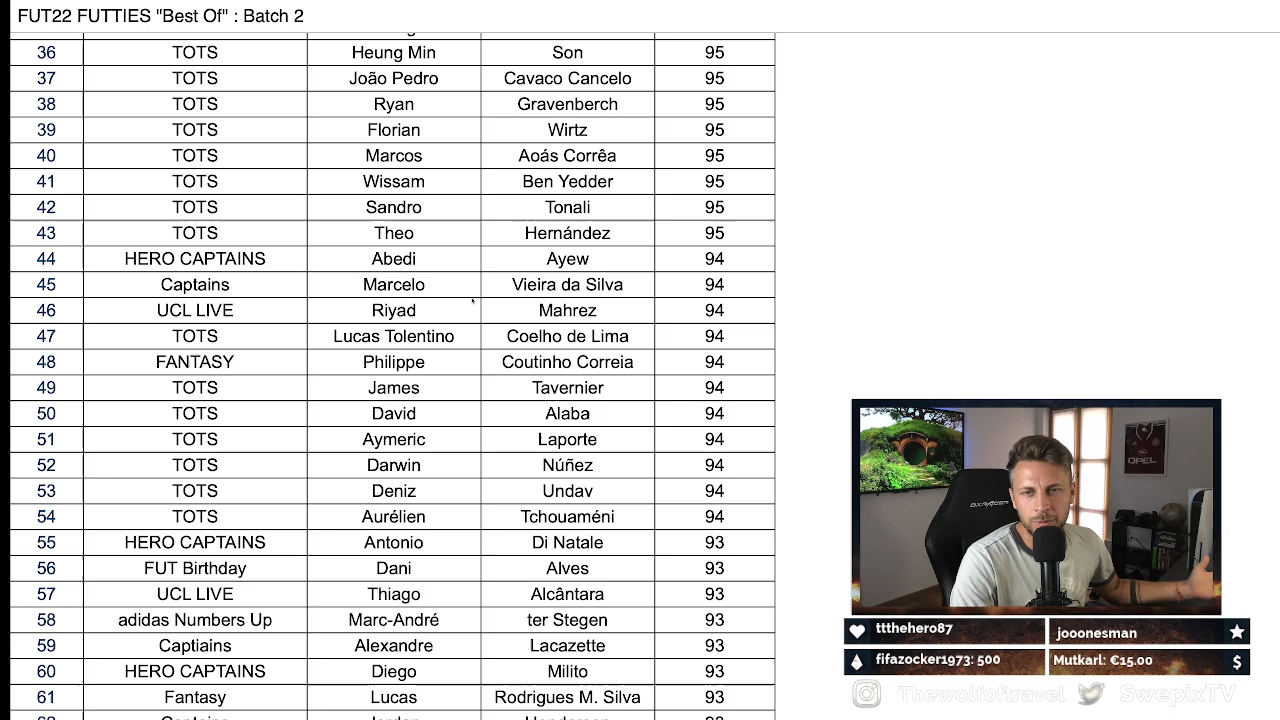 FUT22 FUTTIES "Best Of" : Batch 2
36 TOTS Heung Min Son 95
37 TOTS João Pedro Cavaco Cancelo 95
38 TOTS Ryan Gravenberch 95
39 TOTS Florian Wirtz 95
40 TOTS Marcos Aoás Corrêa 95
41 TOTS Wissam Ben Yedder 95
42 TOTS Sandro Tonali 95
43 TOTS Theo Hernández 95
44 HERO CAPTAINS Abedi Ayew 94
45 Captains Marcelo Vieira da Silva 94
46 UCL LIVE Riyad Mahrez 94
47 TOTS Lucas Tolentino Coelho de Lima 94
48 FANTASY Philippe Coutinho Correia 94
49 TOTS James Tavernier 94
50 TOTS David Alaba 94
51 TOTS Aymeric Laporte 94
52 TOTS Darwin Núñez 94
53 TOTS Deniz Undav 94
54 TOTS Aurélien Tchouaméni 94
55 HERO CAPTAINS Antonio Di Natale 93
56 FUT Birthday Dani Alves 93
57 UCL LIVE Thiago Alcântara 93
58 adidas Numbers Up Marc-André ter Stegen 93
59 Captiains Alexandre Lacazette 93
60 HERO CAPTAINS Diego Milito 93
61 Fantasy Lucas Rodrigues M. Silva 93
OPEL
DXRACER
ttthehero87
jooonesman
fifazocker1973: 500
Mutkarl: €15.00
Thewolfoftravel
SwepixTV